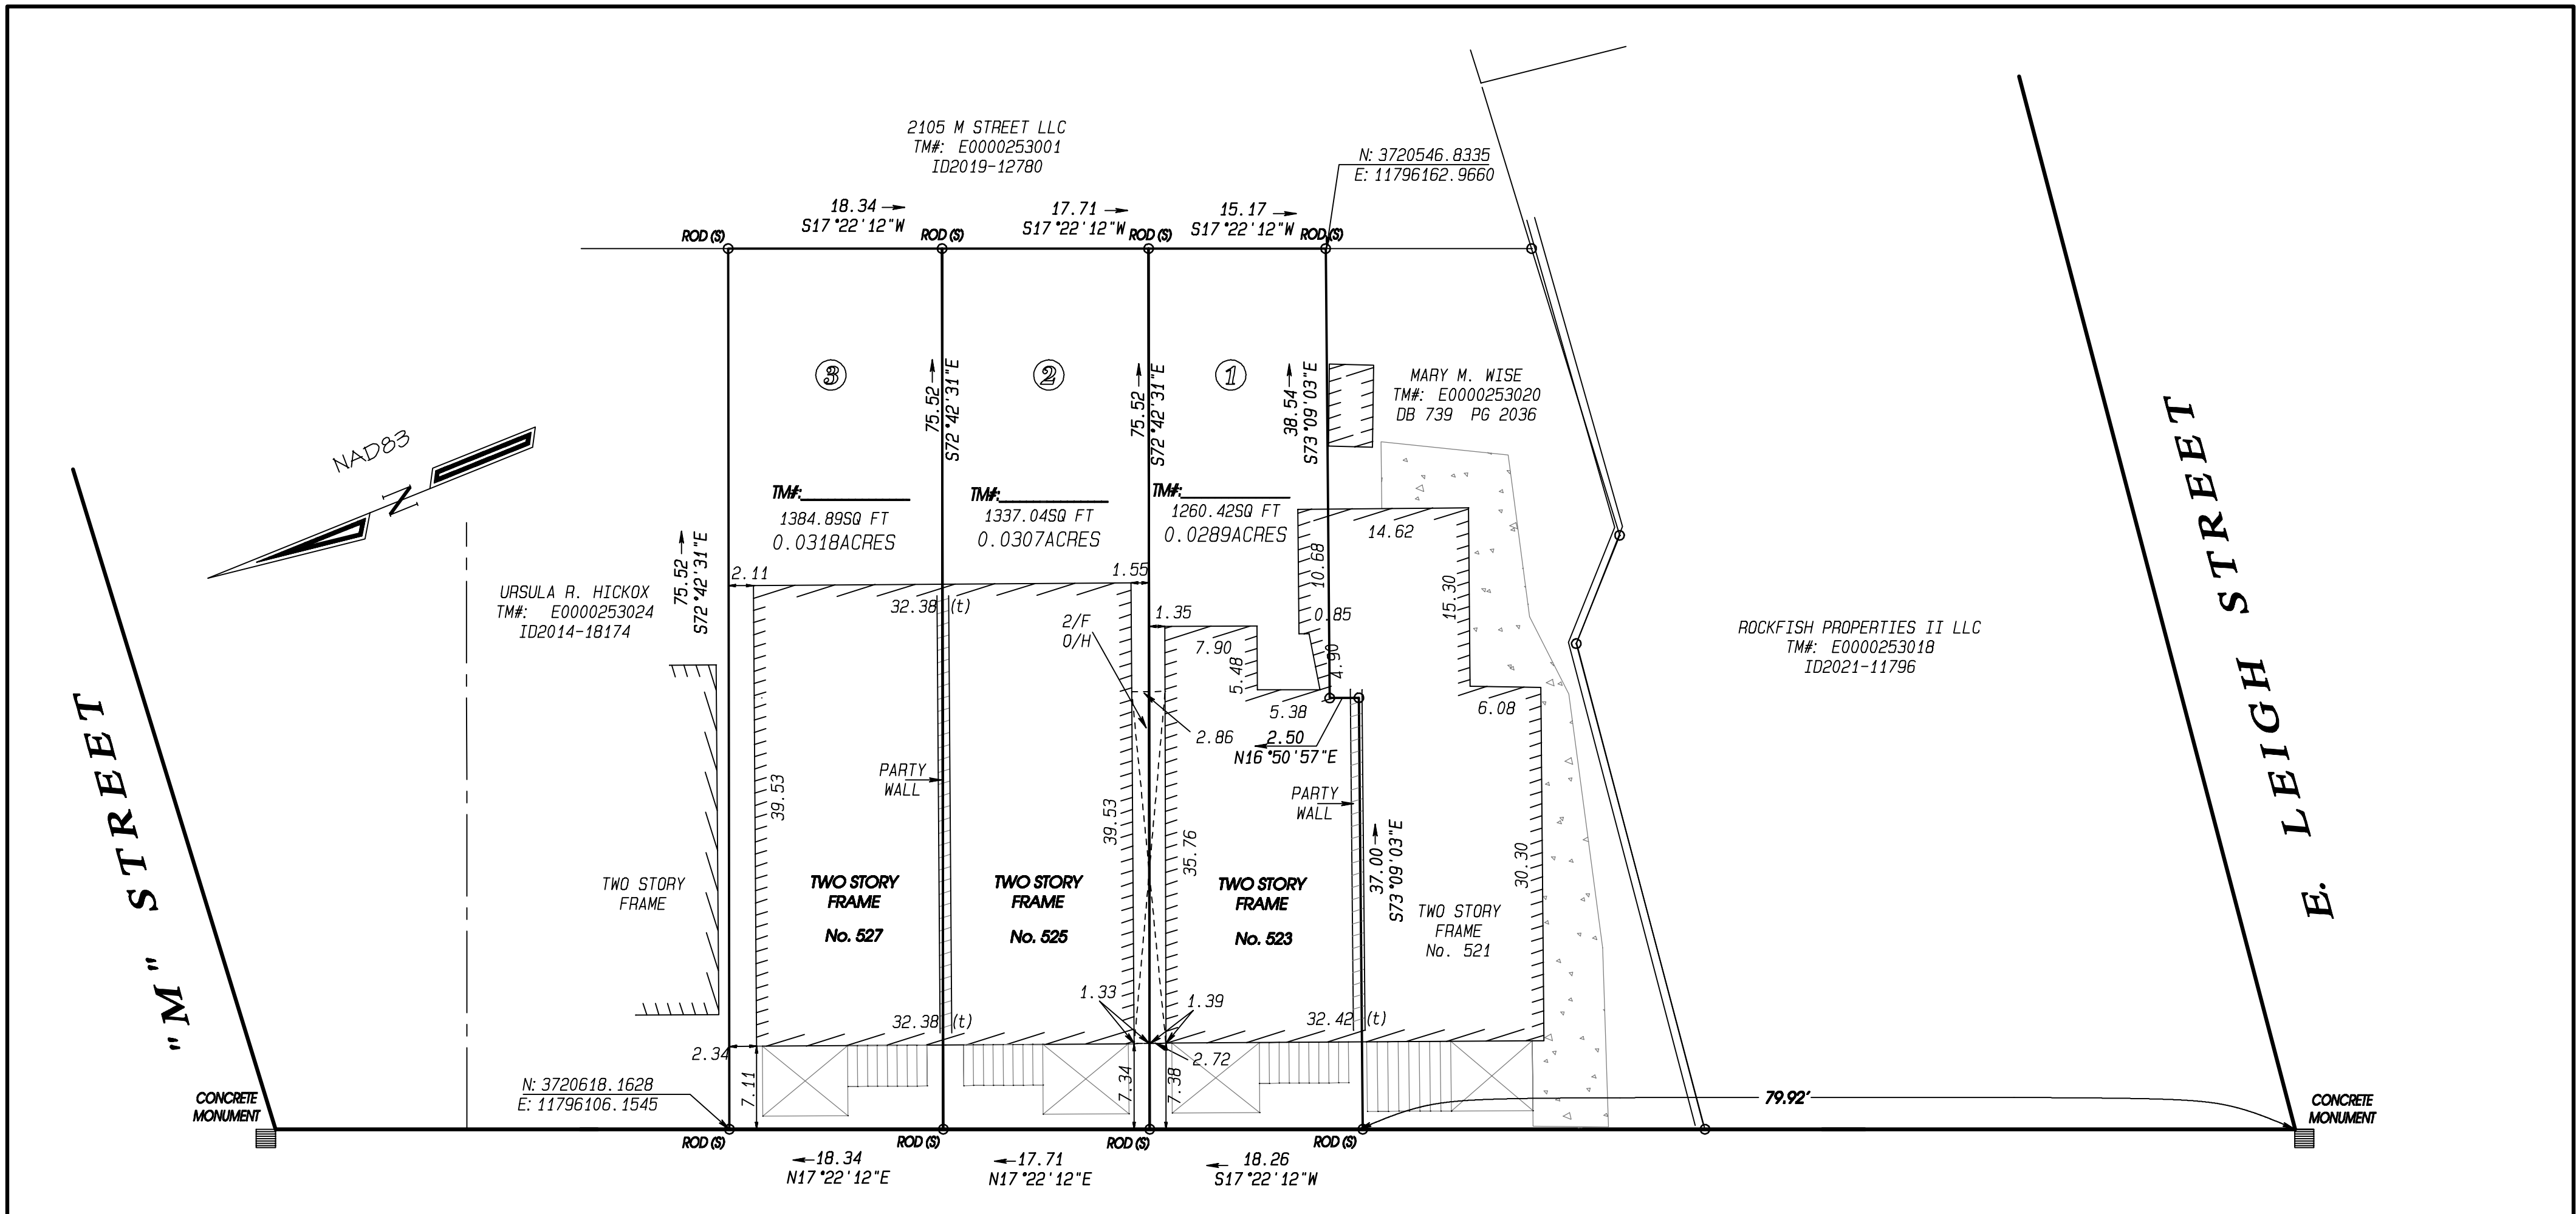 2105 M STREET LLC
TM#: E0000253001
ID2019-12780
N: 3720546.8335
E: 11796162.9660
18.34
S17°22'12"W
17.71
S17°22'12"W
15.17
S17°22'12"W
ROD (S)
ROD (S)
ROD (S)
ROD (S)
3
2
1
75.52
S72°42'31"E
75.52
S72°42'31"E
38.54
S73°09'03"E
MARY M. WISE
TM#: E0000253020
DB 739 PG 2036
NAD83
N
TM#:
1384.89SQ FT
0.0318ACRES
TM#:
1337.04SQ FT
0.0307ACRES
TM#:
1260.42SQ FT
0.0289ACRES
14.62
10.68
15.30
0.85
4.90
75.52
S72°42'31"E
URSULA R. HICKOX
TM#: E0000253024
ID2014-18174
2.11
1.55
32.38 (t)
2/F
O/H
1.35
7.90
5.48
5.38
6.08
ROCKFISH PROPERTIES II LLC
TM#: E0000253018
ID2021-11796
2.86
2.50
N16°50'57"E
PARTY
WALL
PARTY
WALL
39.53
39.53
35.76
37.00
S73°09'03"E
30.30
TWO STORY
FRAME
TWO STORY
FRAME
No. 527
TWO STORY
FRAME
No. 525
TWO STORY
FRAME
No. 523
TWO STORY
FRAME
No. 521
"M" STREET
E. LEIGH STREET
1.33
1.39
32.38 (t)
32.42 (t)
2.34
2.72
7.11
7.34
7.38
N: 3720618.1628
E: 11796106.1545
CONCRETE
MONUMENT
79.92'
CONCRETE
MONUMENT
ROD (S)
ROD (S)
ROD (S)
ROD (S)
18.34
N17°22'12"E
17.71
N17°22'12"E
18.26
S17°22'12"W